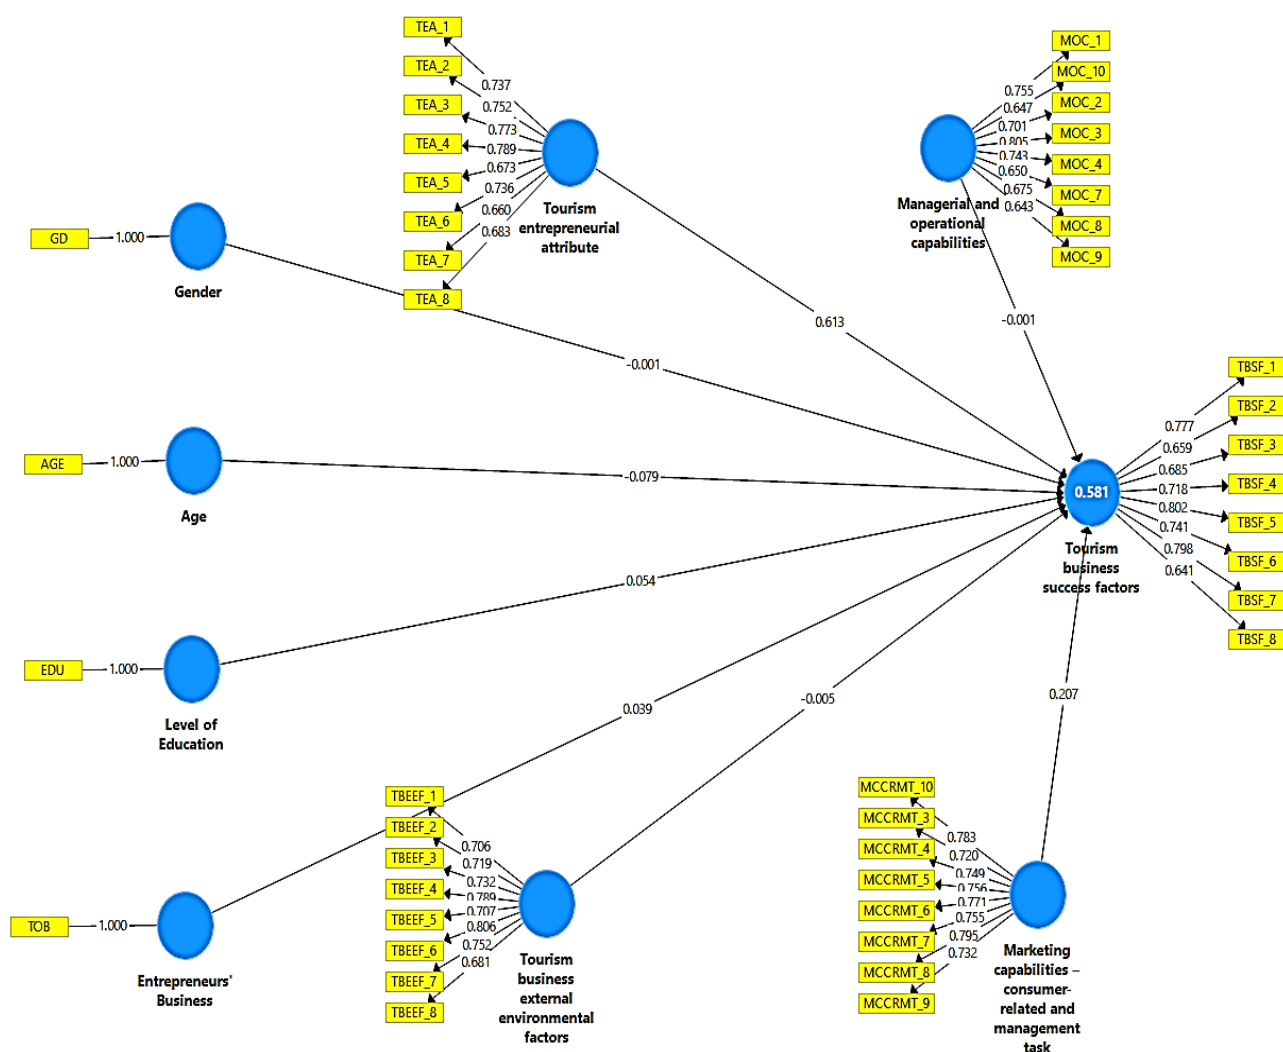 TEA_1
TEA_2
TEA_3
TEA_4
TEA_5
TEA_6
TEA_7
TEA_8
0.737
0.752
0.773
0.789
0.673
0.736
0.660
0.683
Tourism
entrepreneurial
attribute
MOC_1
MOC_10
MOC_2
MOC_3
MOC_4
MOC_7
MOC_8
MOC_9
0.755
0.647
0.701
0.805
0.743
0.650
0.675
0.643
Managerial and
operational
capabilities
GD
1.000
Gender
0.613
-0.001
-0.001
AGE
1.000
Age
-0.079
TBSF_1
TBSF_2
TBSF_3
TBSF_4
TBSF_5
TBSF_6
TBSF_7
TBSF_8
0.777
0.659
0.685
0.718
0.802
0.741
0.798
0.641
0.581
Tourism
business
success factors
EDU
1.000
Level of
Education
0.054
0.039
-0.005
0.207
TOB
1.000
Entrepreneurs'
Business
TBEEF_1
TBEEF_2
TBEEF_3
TBEEF_4
TBEEF_5
TBEEF_6
TBEEF_7
TBEEF_8
0.706
0.719
0.732
0.789
0.707
0.806
0.752
0.681
Tourism
business
external
environmental
factors
MCCRMT_10
MCCRMT_3
MCCRMT_4
MCCRMT_5
MCCRMT_6
MCCRMT_7
MCCRMT_8
MCCRMT_9
0.783
0.720
0.749
0.756
0.771
0.755
0.795
0.732
Marketing
capabilities –
consumer-
related and
management
task